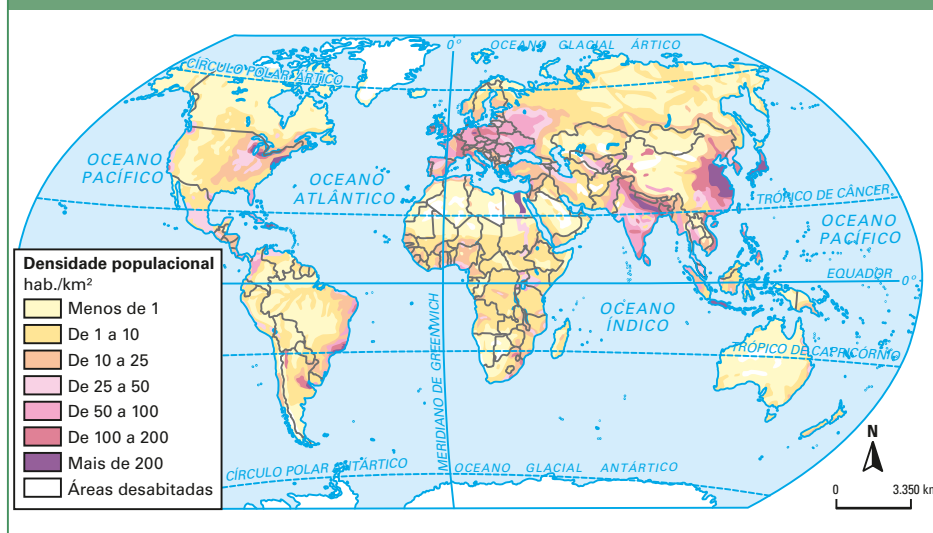 0°
OCEANO GLACIAL ÁRTICO
CÍRCULO POLAR ÁRTICO
OCEANO
PACÍFICO
OCEANO
ATLÂNTICO
TRÓPICO DE CÂNCER
OCEANO
PACÍFICO
EQUADOR
0°
OCEANO
ÍNDICO
MERIDIANO DE GREENWICH
TRÓPICO DE CAPRICÓRNIO
CÍRCULO POLAR ANTÁRTICO
OCEANO GLACIAL ANTÁRTICO
Densidade populacional
hab./km²
Menos de 1
De 1 a 10
De 10 a 25
De 25 a 50
De 50 a 100
De 100 a 200
Mais de 200
Áreas desabitadas
N
0 3.350 km